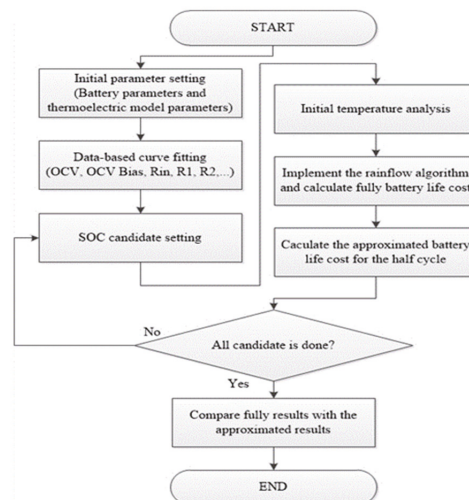 START
Initial parameter setting
(Battery parameters and
thermoelectric model parameters)
Data-based curve fitting
(OCV, OCV Bias, Rin, R1, R2,...)
SOC candidate setting
Initial temperature analysis
Implement the rainflow algorithm
and calculate fully battery life cost
Caculate the approximated battery
life cost for the half cycle
No
All candidate is done?
Yes
Compare fully results with the
approximated results
END